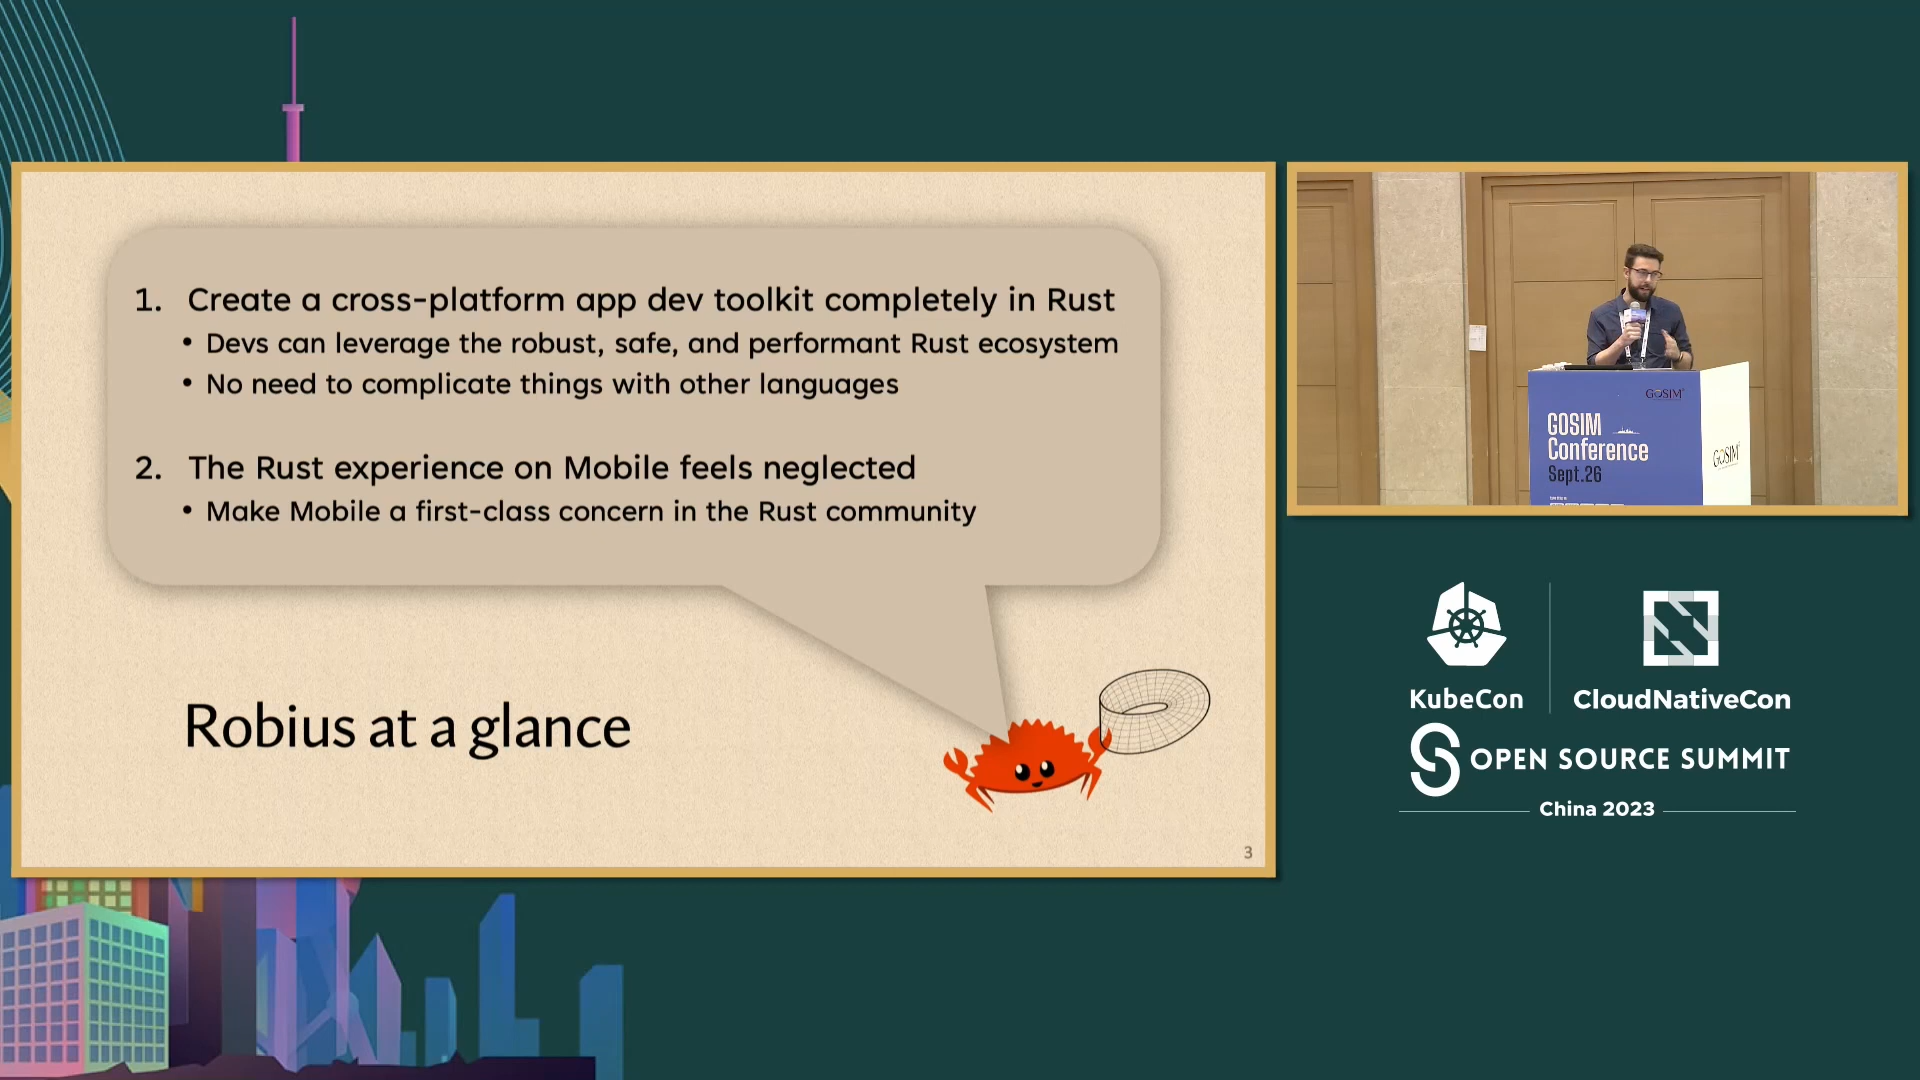 1. Create a cross-platform app dev toolkit completely in Rust
• Devs can leverage the robust, safe, and performant Rust ecosystem
• No need to complicate things with other languages
2. The Rust experience on Mobile feels neglected
• Make Mobile a first-class concern in the Rust community
Robius at a glance
3
GOSIM
GOSIM
Conference
Sept.26
GOSIM
KubeCon
CloudNativeCon
OPEN SOURCE SUMMIT
China 2023